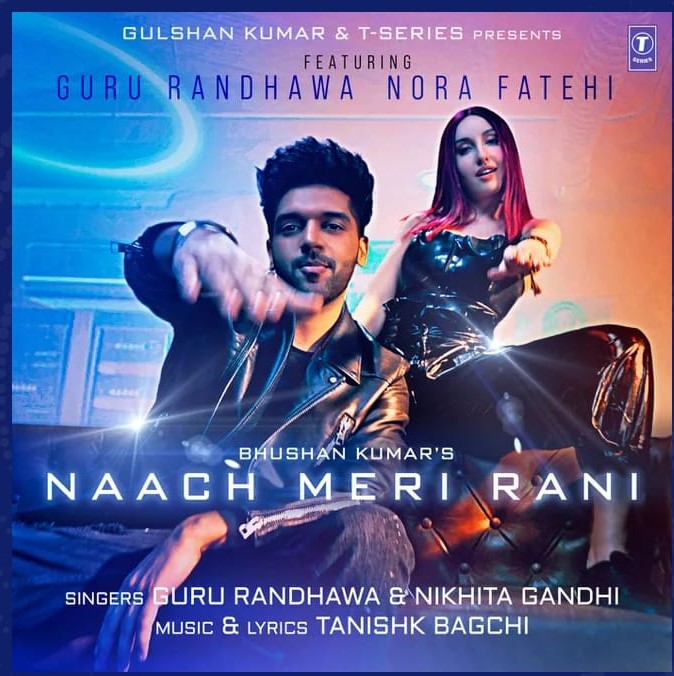 GULSHAN KUMAR & T-SERIES PRESENTS
T
SERIES
FEATURING
GURU RANDHAWA NORA FATEHI
BHUSHAN KUMAR'S
NAACH MERI RANI
SINGERS GURU RANDHAWA & NIKHITA GANDHI
MUSIC & LYRICS TANISHK BAGCHI